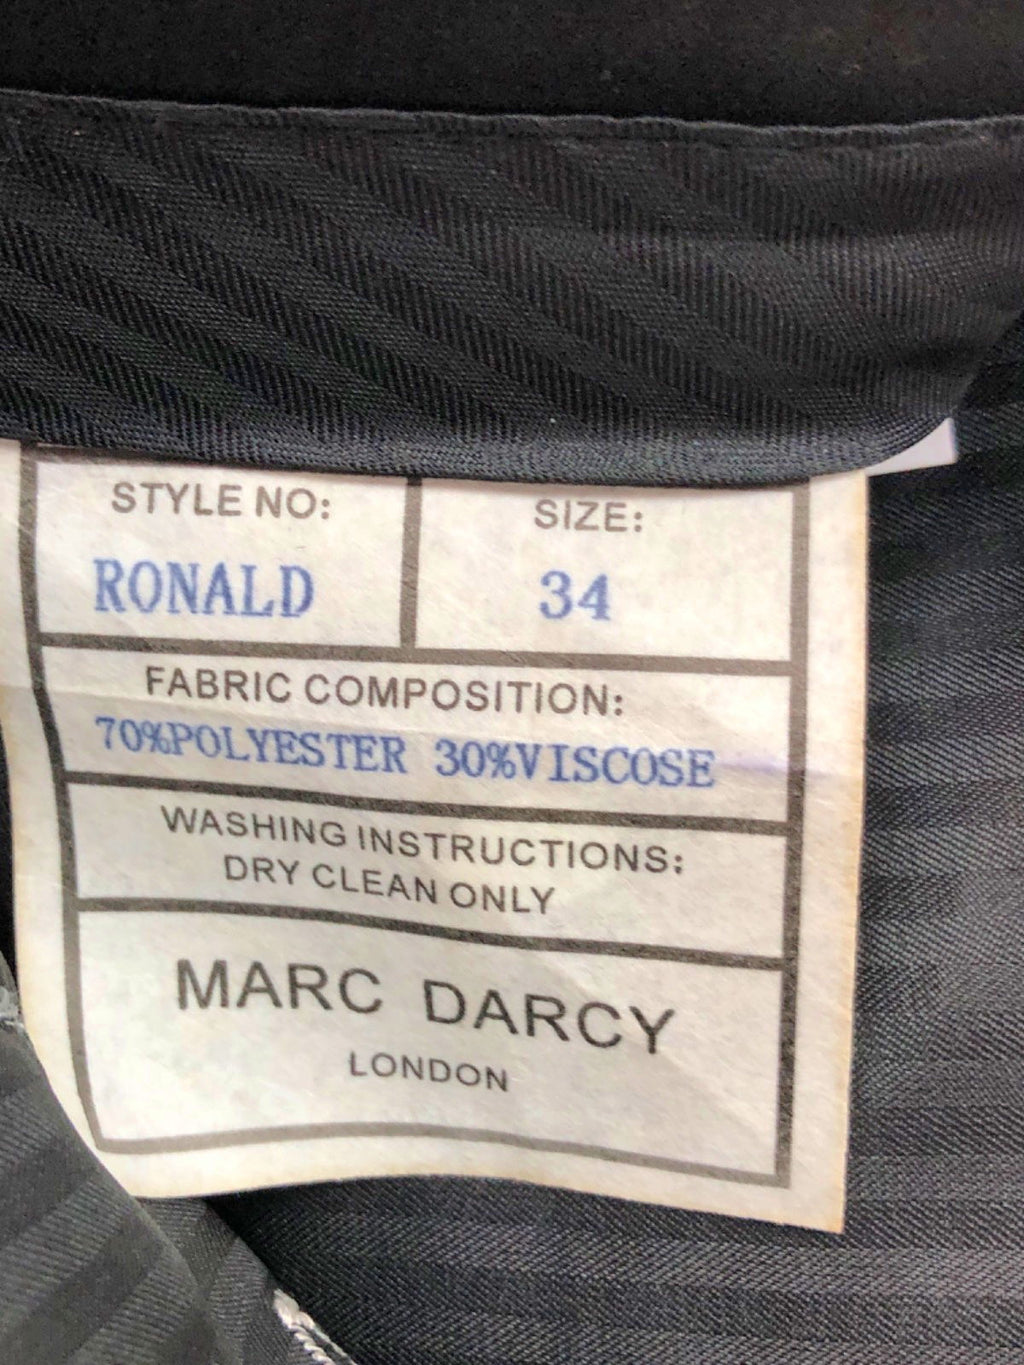 STYLE NO:
RONALD
SIZE:
34
FABRIC COMPOSITION:
70%POLYESTER 30%VISCOSE
WASHING INSTRUCTIONS:
DRY CLEAN ONLY
MARC DARCY
LONDON